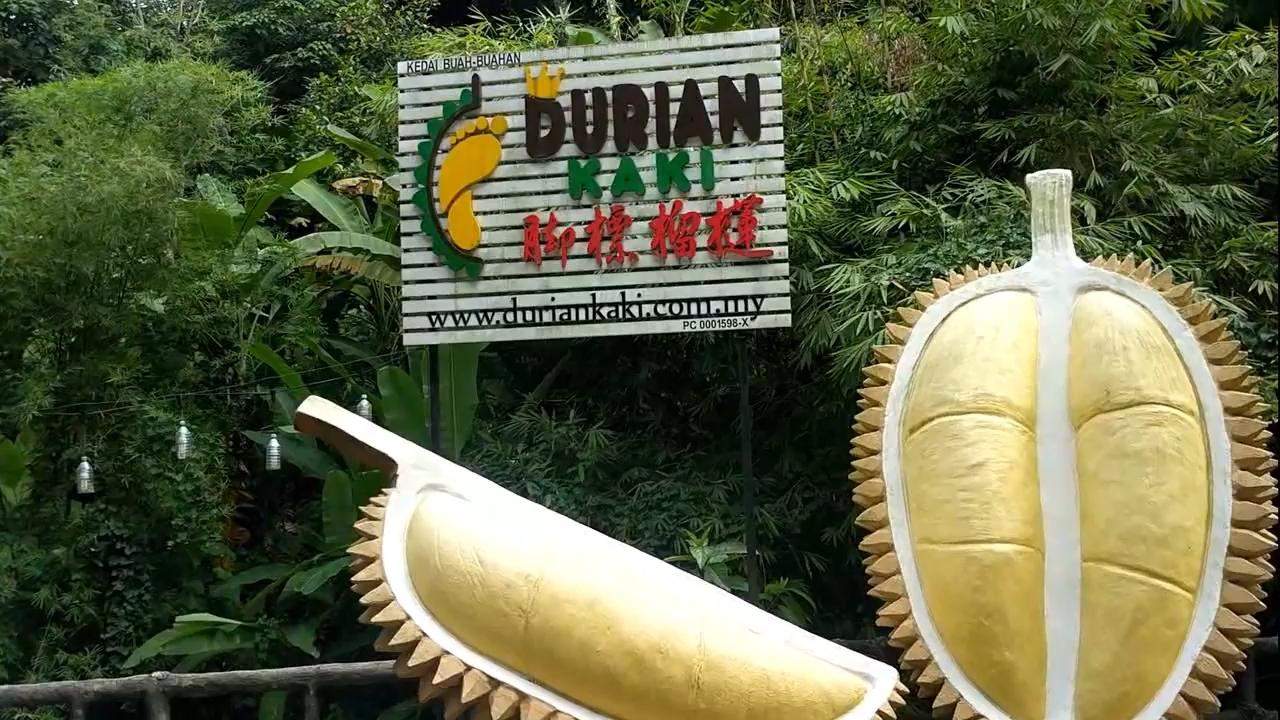 KEDAI BUAH-BUAHAN
DURIAN
KAKI
脚標榴槤
www.duriankaki.com.my
PC 0001598-X